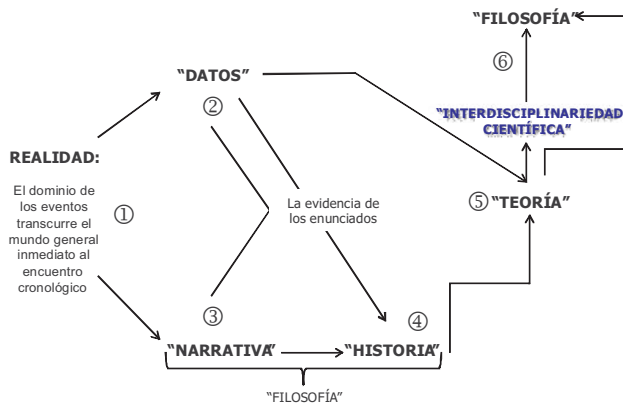 "FILOSOFÍA"
⑥
"DATOS"
②
"INTERDISCIPLINARIEDAD
CIENTÍFICA"
REALIDAD:
El dominio de
los eventos
transcurre el
mundo general
inmediato al
encuentro
cronológico
①
La evidencia de
los enunciados
⑤ "TEORÍA"
③
④
"NARRATIVA"
"HISTORIA"
"FILOSOFÍA"